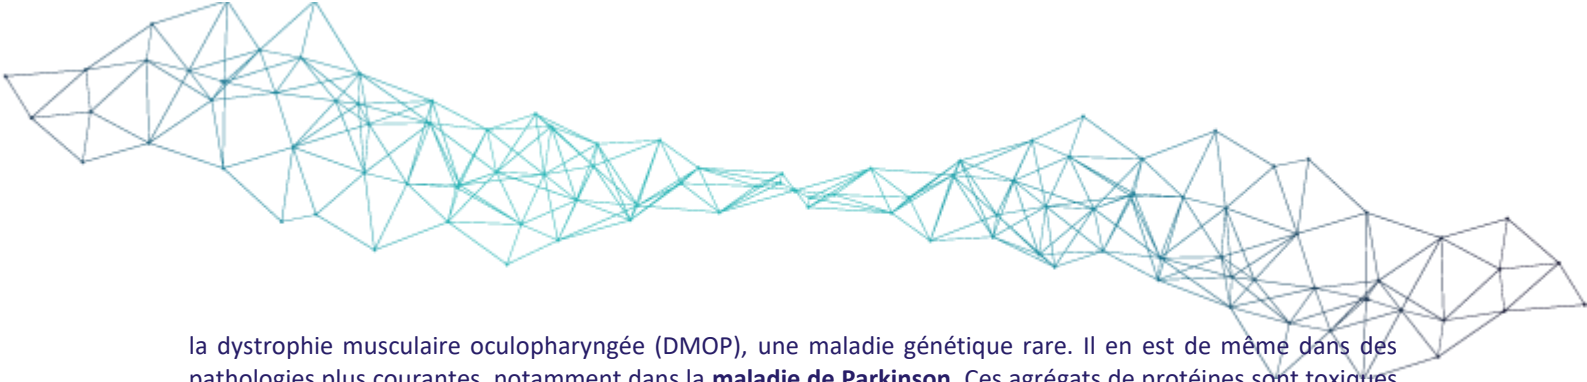 la dystrophie musculaire oculopharyngée (DMOP), une maladie génétique rare. Il en est de même dans des
pathologies plus courantes, notamment dans la maladie de Parkinson. Ces agrégats de protéines sont toxiques